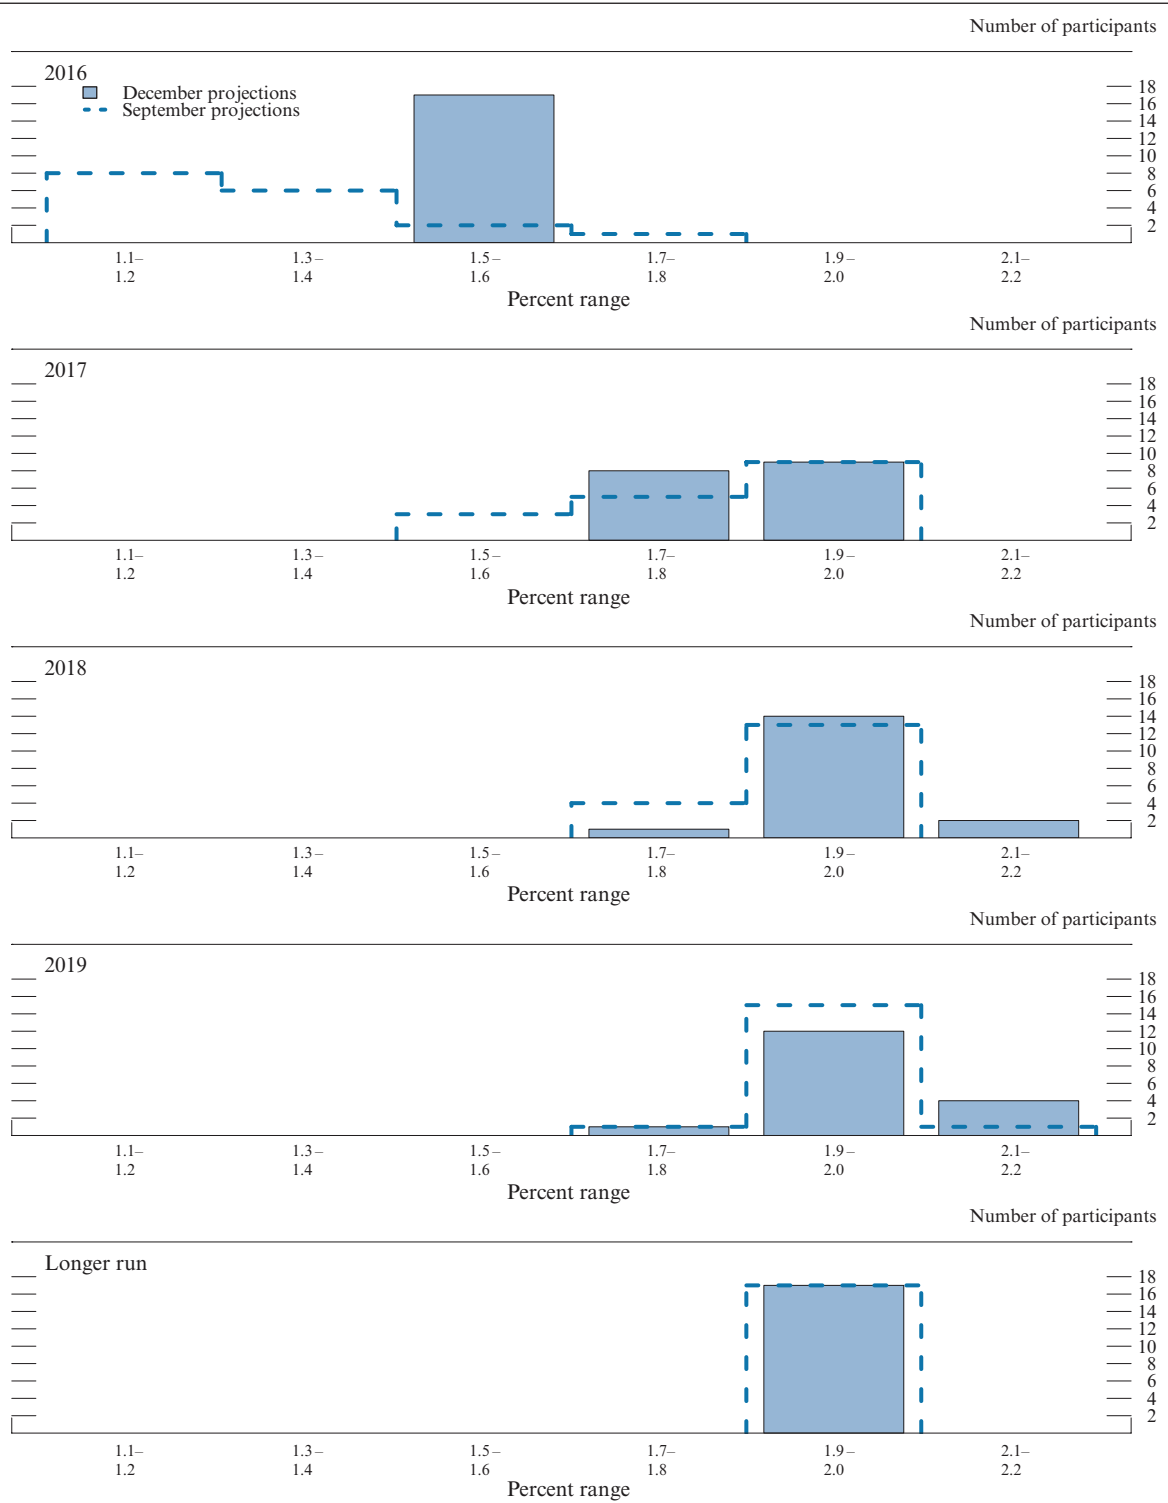 Number of participants
2016
December projections
September projections
18
16
14
12
10
8
6
4
2
1.1– 1.3– 1.5– 1.7– 1.9– 2.1–
1.2 1.4 1.6 1.8 2.0 2.2
Percent range
Number of participants
2017
18
16
14
12
10
8
6
4
2
1.1– 1.3– 1.5– 1.7– 1.9– 2.1–
1.2 1.4 1.6 1.8 2.0 2.2
Percent range
Number of participants
2018
18
16
14
12
10
8
6
4
2
1.1– 1.3– 1.5– 1.7– 1.9– 2.1–
1.2 1.4 1.6 1.8 2.0 2.2
Percent range
Number of participants
2019
18
16
14
12
10
8
6
4
2
1.1– 1.3– 1.5– 1.7– 1.9– 2.1–
1.2 1.4 1.6 1.8 2.0 2.2
Percent range
Number of participants
Longer run
18
16
14
12
10
8
6
4
2
1.1– 1.3– 1.5– 1.7– 1.9– 2.1–
1.2 1.4 1.6 1.8 2.0 2.2
Percent range